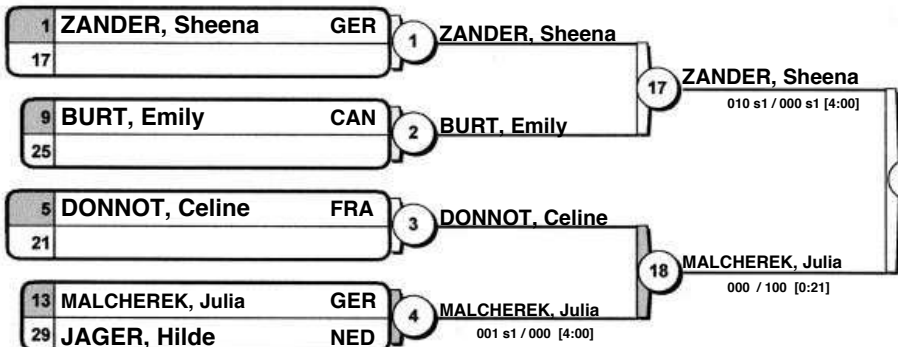 1 ZANDER, Sheena GER
17
1 ZANDER, Sheena
9 BURT, Emily CAN
25
2 BURT, Emily
17 ZANDER, Sheena
010 s1 / 000 s1 [4:00]
5 DONNOT, Celine FRA
21
3 DONNOT, Celine
13 MALCHEREK, Julia GER
29 JAGER, Hilde NED
4 MALCHEREK, Julia
001 s1 / 000 [4:00]
18 MALCHEREK, Julia
000 / 100 [0:21]